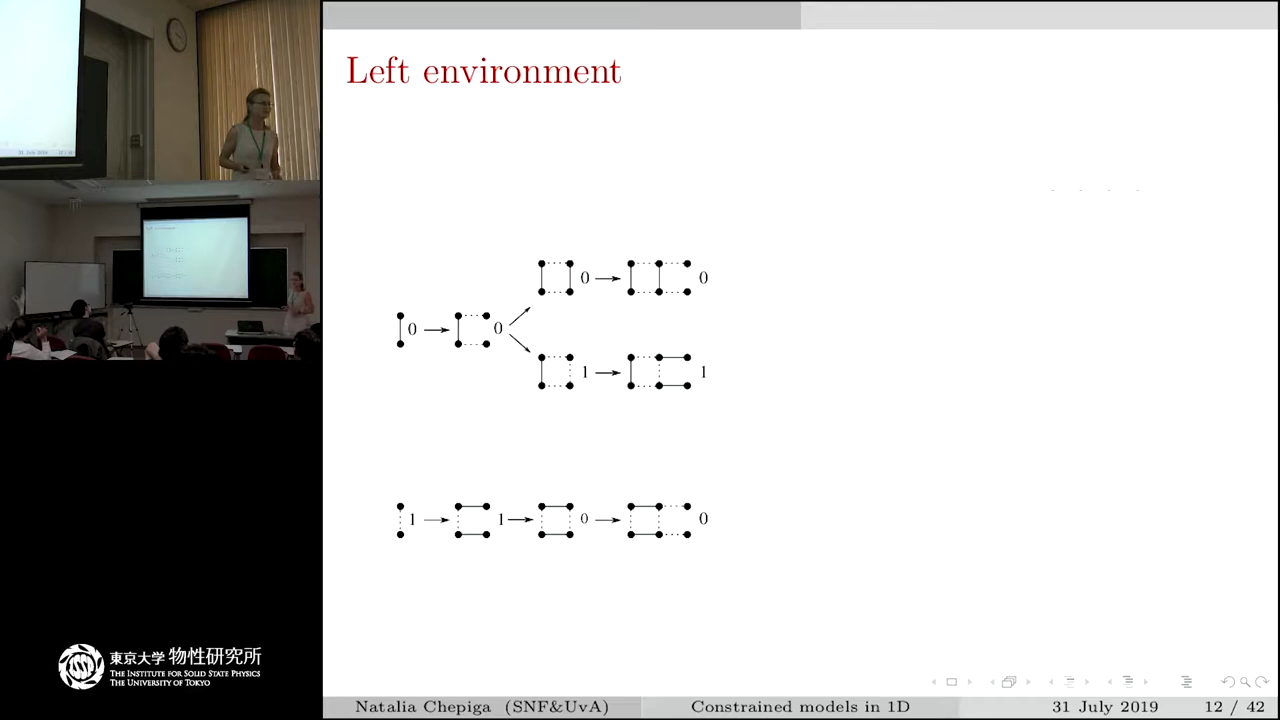 Left environment
0 0
0 0
1 1
1 1 0 0
東京大学 物性研究所
THE INSTITUTE FOR SOLID STATE PHYSICS
THE UNIVERSITY OF TOKYO
Natalia Chepiga (SNF&UvA) Constrained models in 1D 31 July 2019 12 / 42